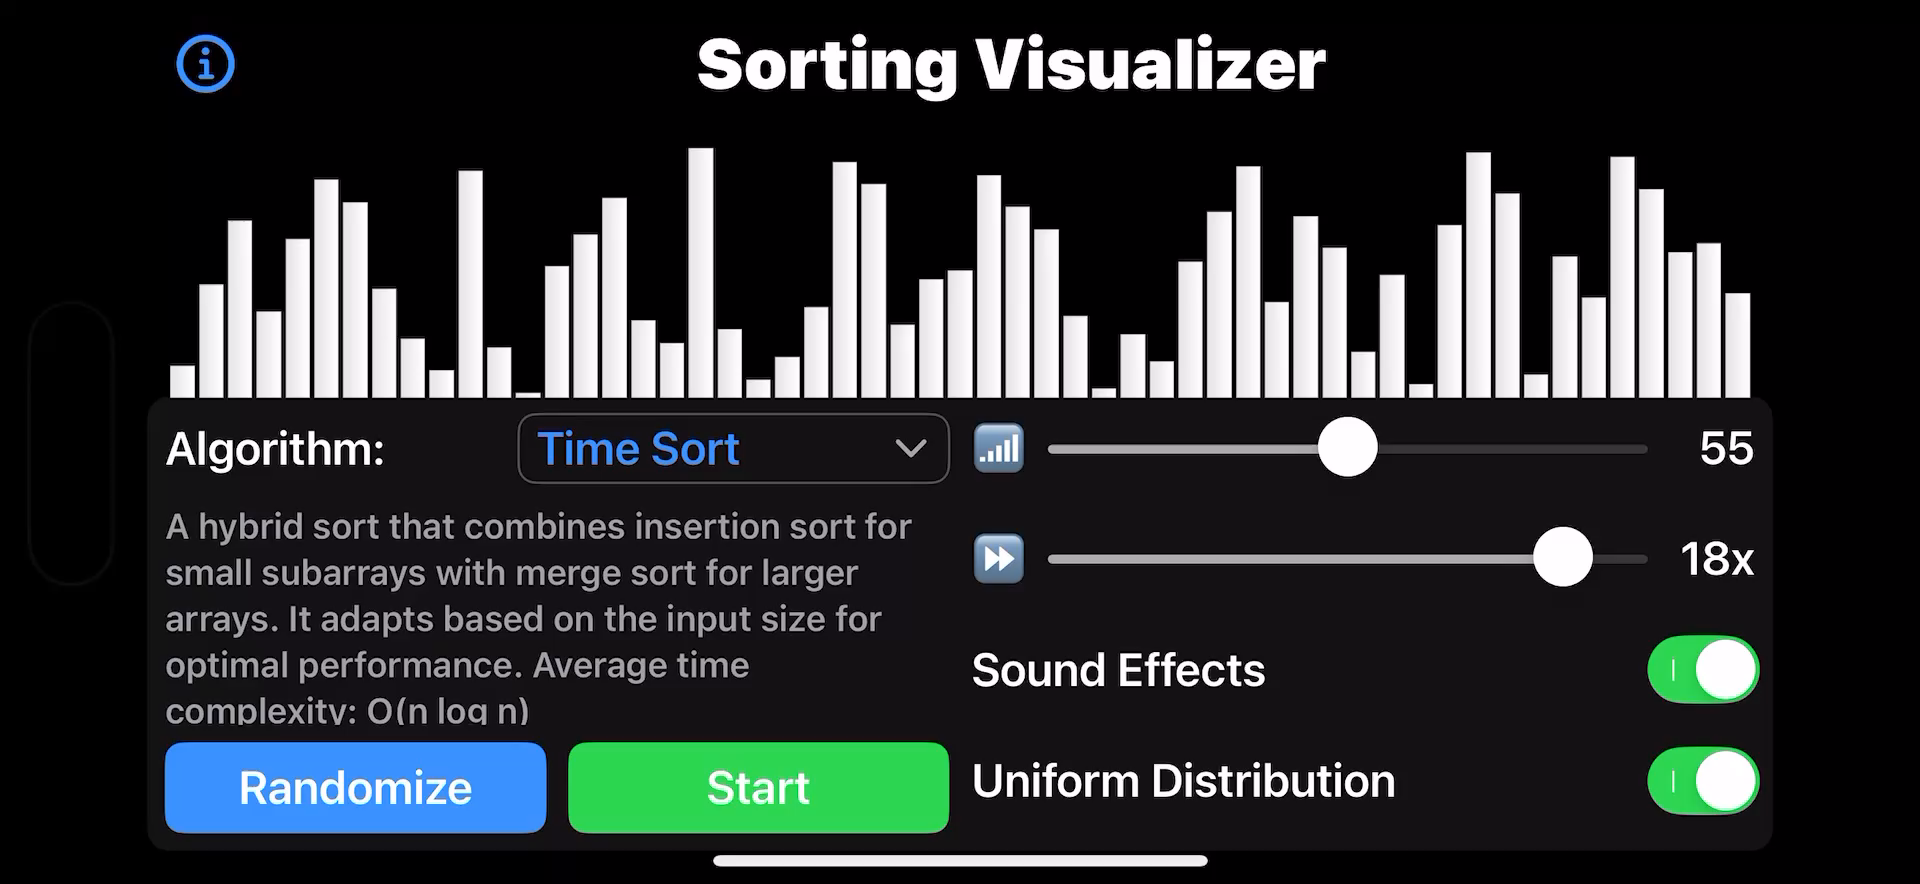 Sorting Visualizer
Algorithm:
Time Sort
A hybrid sort that combines insertion sort for
small subarrays with merge sort for larger
arrays. It adapts based on the input size for
optimal performance. Average time
complexity: O(n log n)
Randomize
Start
55
18x
Sound Effects
Uniform Distribution